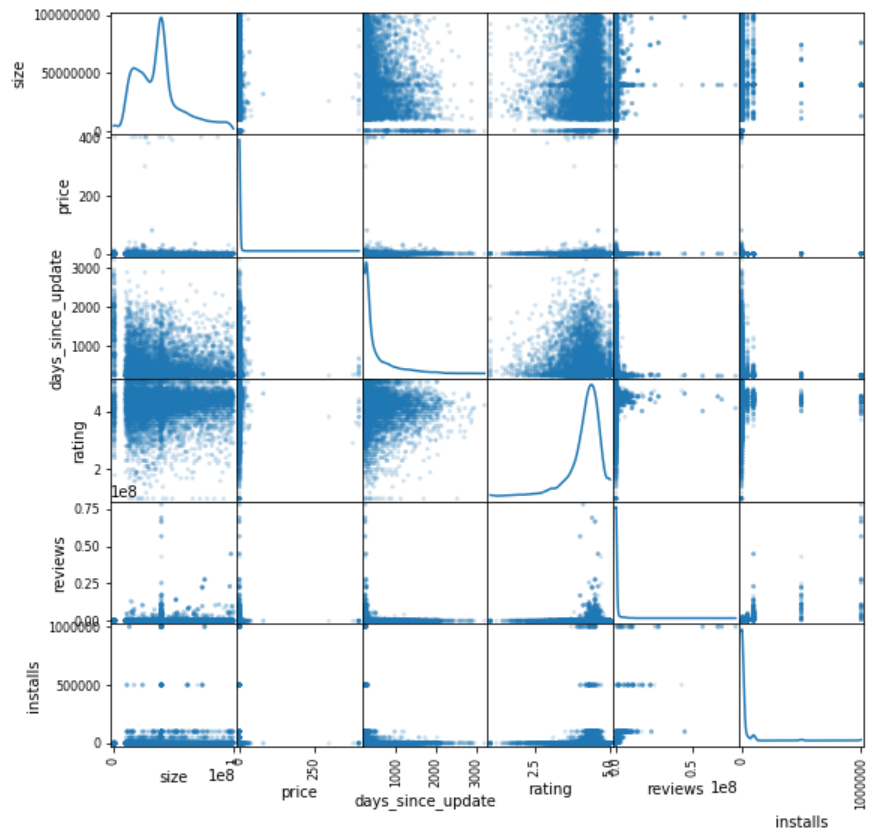 100000000
50000000
0
size
400
200
0
price
3000
2000
1000
days_since_update
4
2
rating
1e8
0.75
0.50
0.25
0.00
reviews
1000000
500000
0
installs
0 1 0 250 1000 2000 3000 2.5 5.0 0.0 0.5 0 1000000
size 1e8 price days_since_update rating reviews 1e8 installs